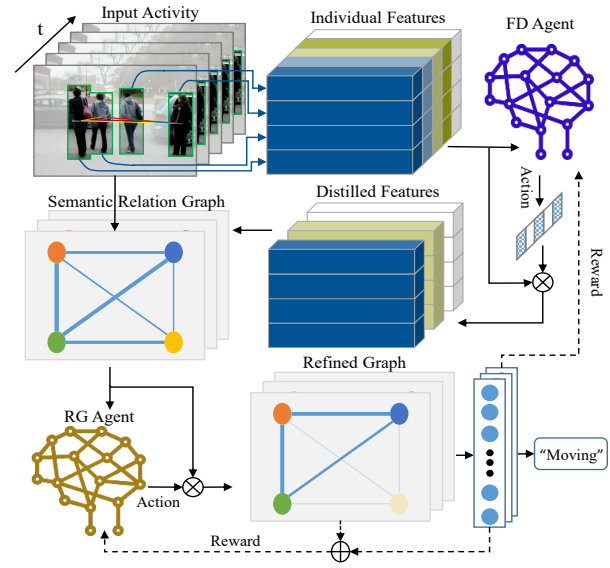 Input Activity
t
Individual Features
FD Agent
Action
Reward
Semantic Relation Graph
Distilled Features
Refined Graph
RG Agent
Action
"Moving"
Reward